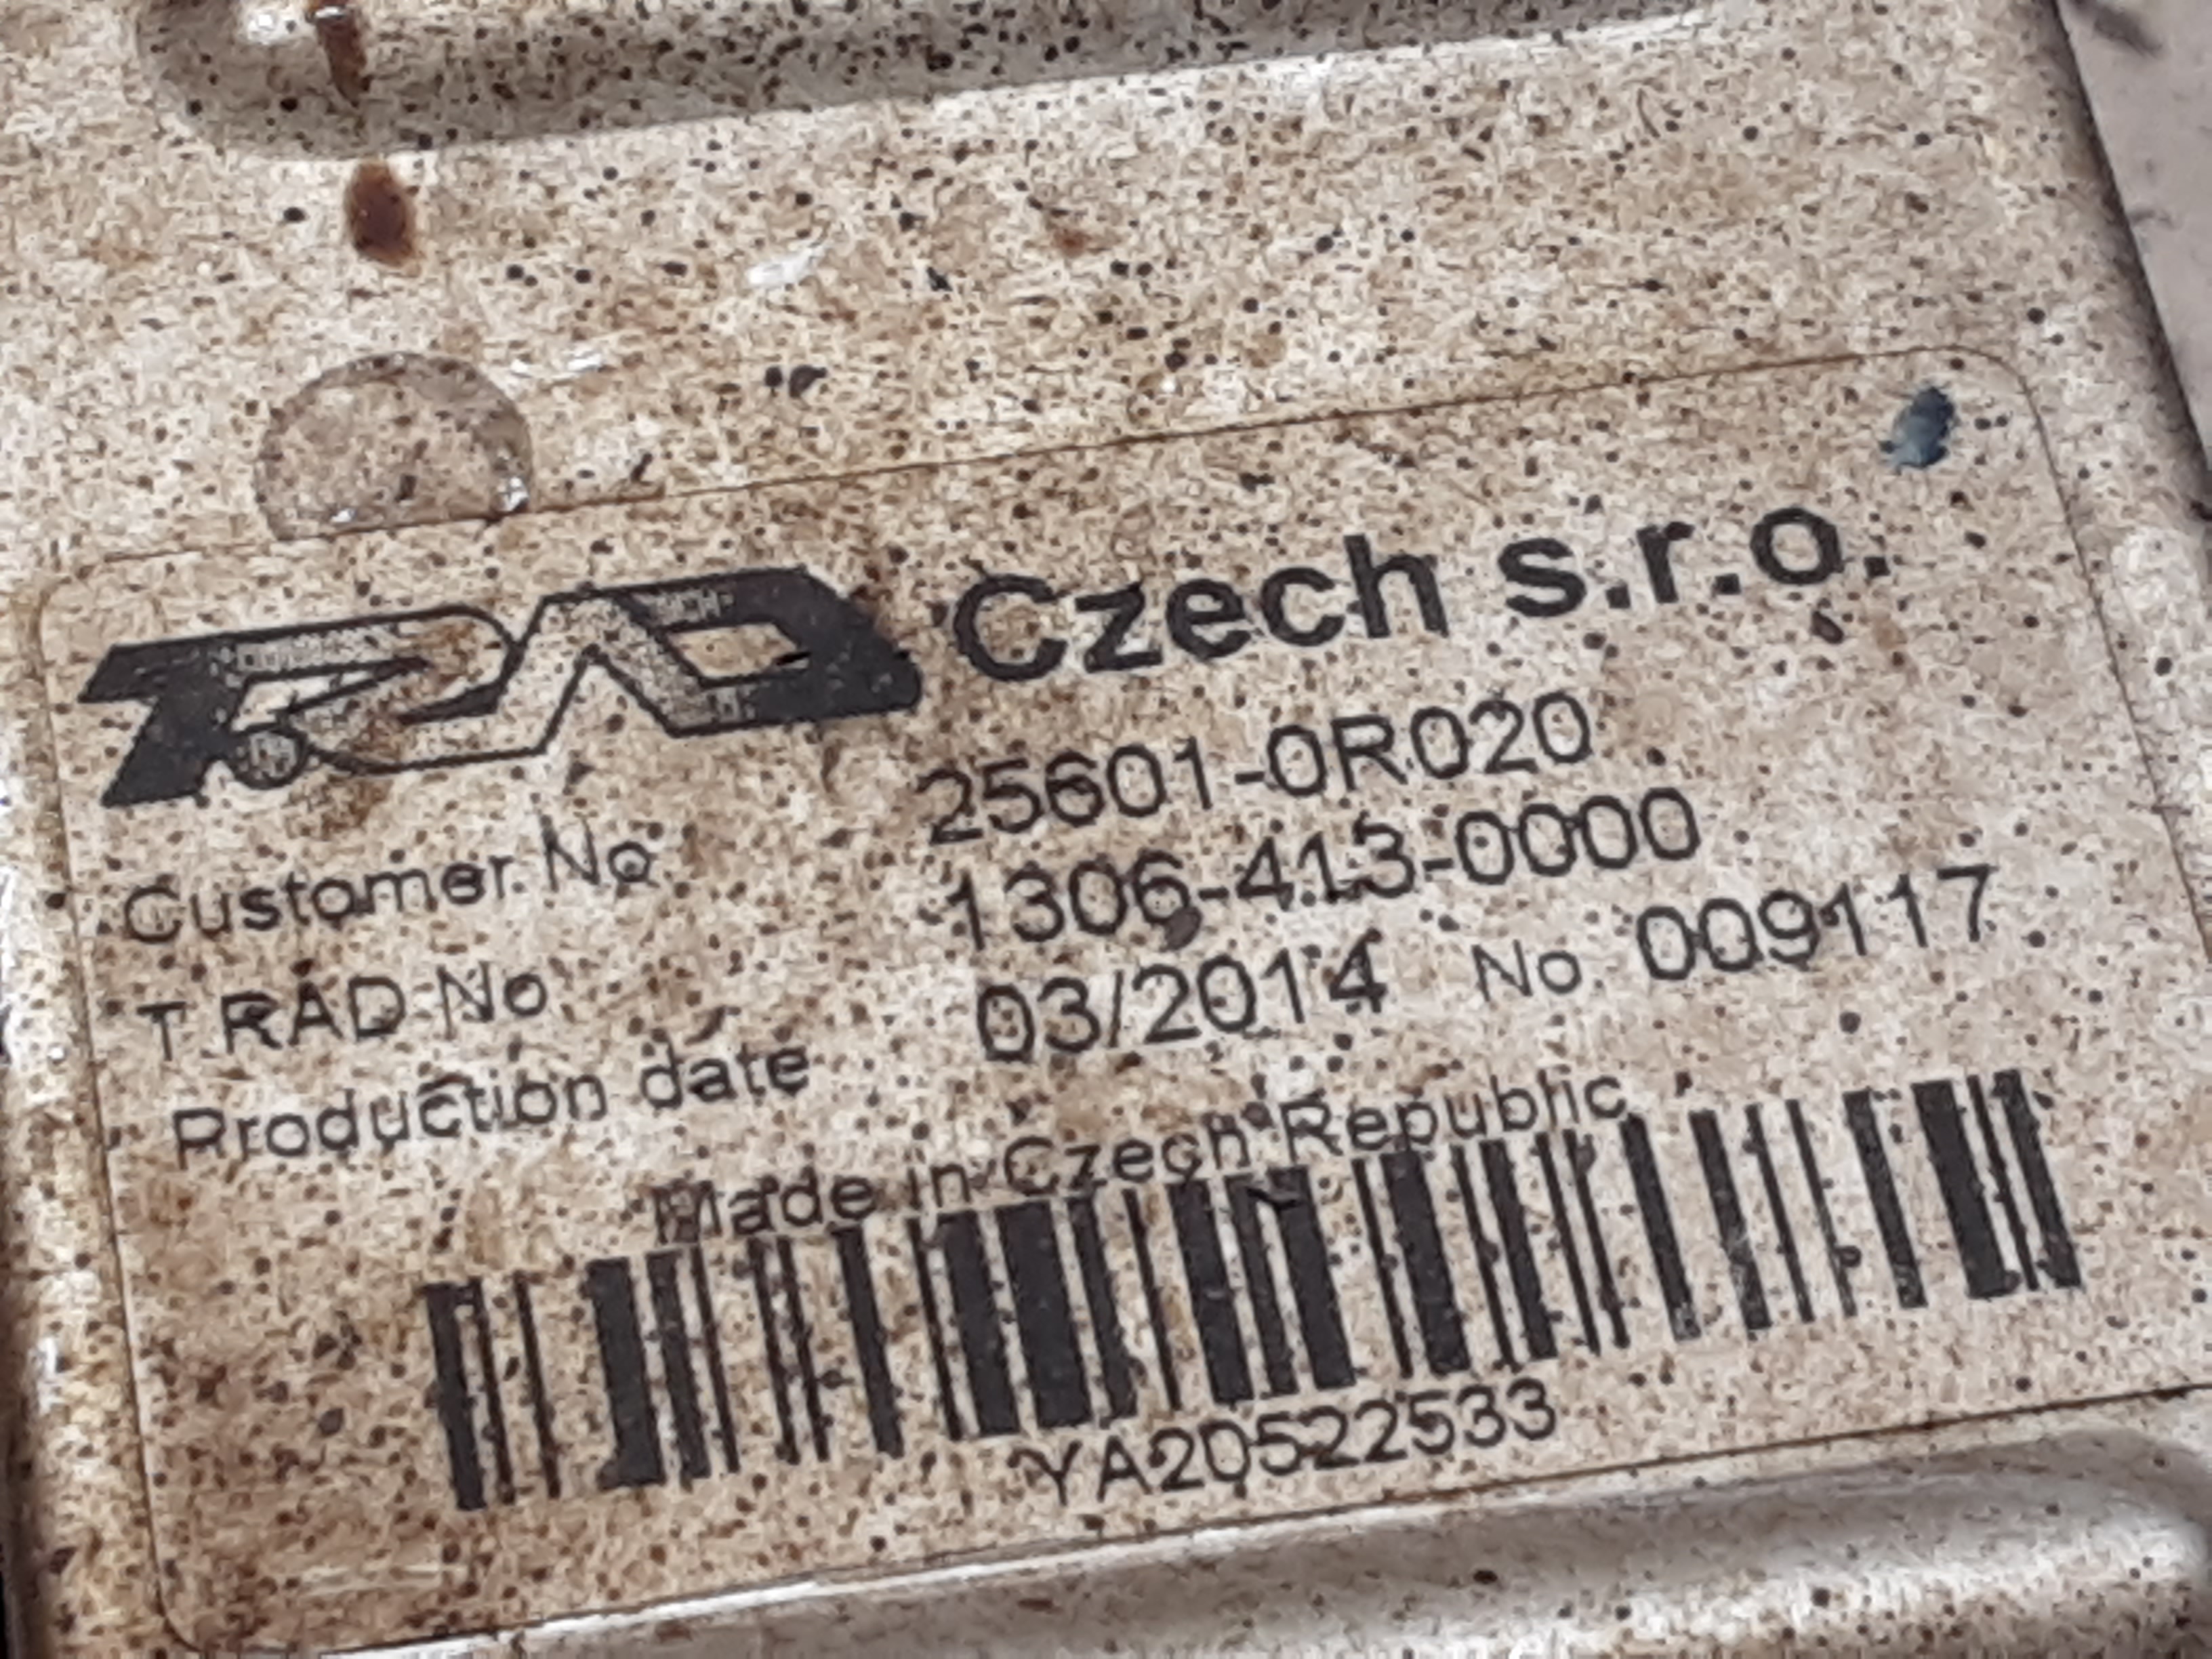 TRAD Czech s.r.o.
Customer No 25601-0R020
T.RAD No 1306-413-0000
Production date 03/2014 No. 009117
Made in Czech Republic
YA20522533